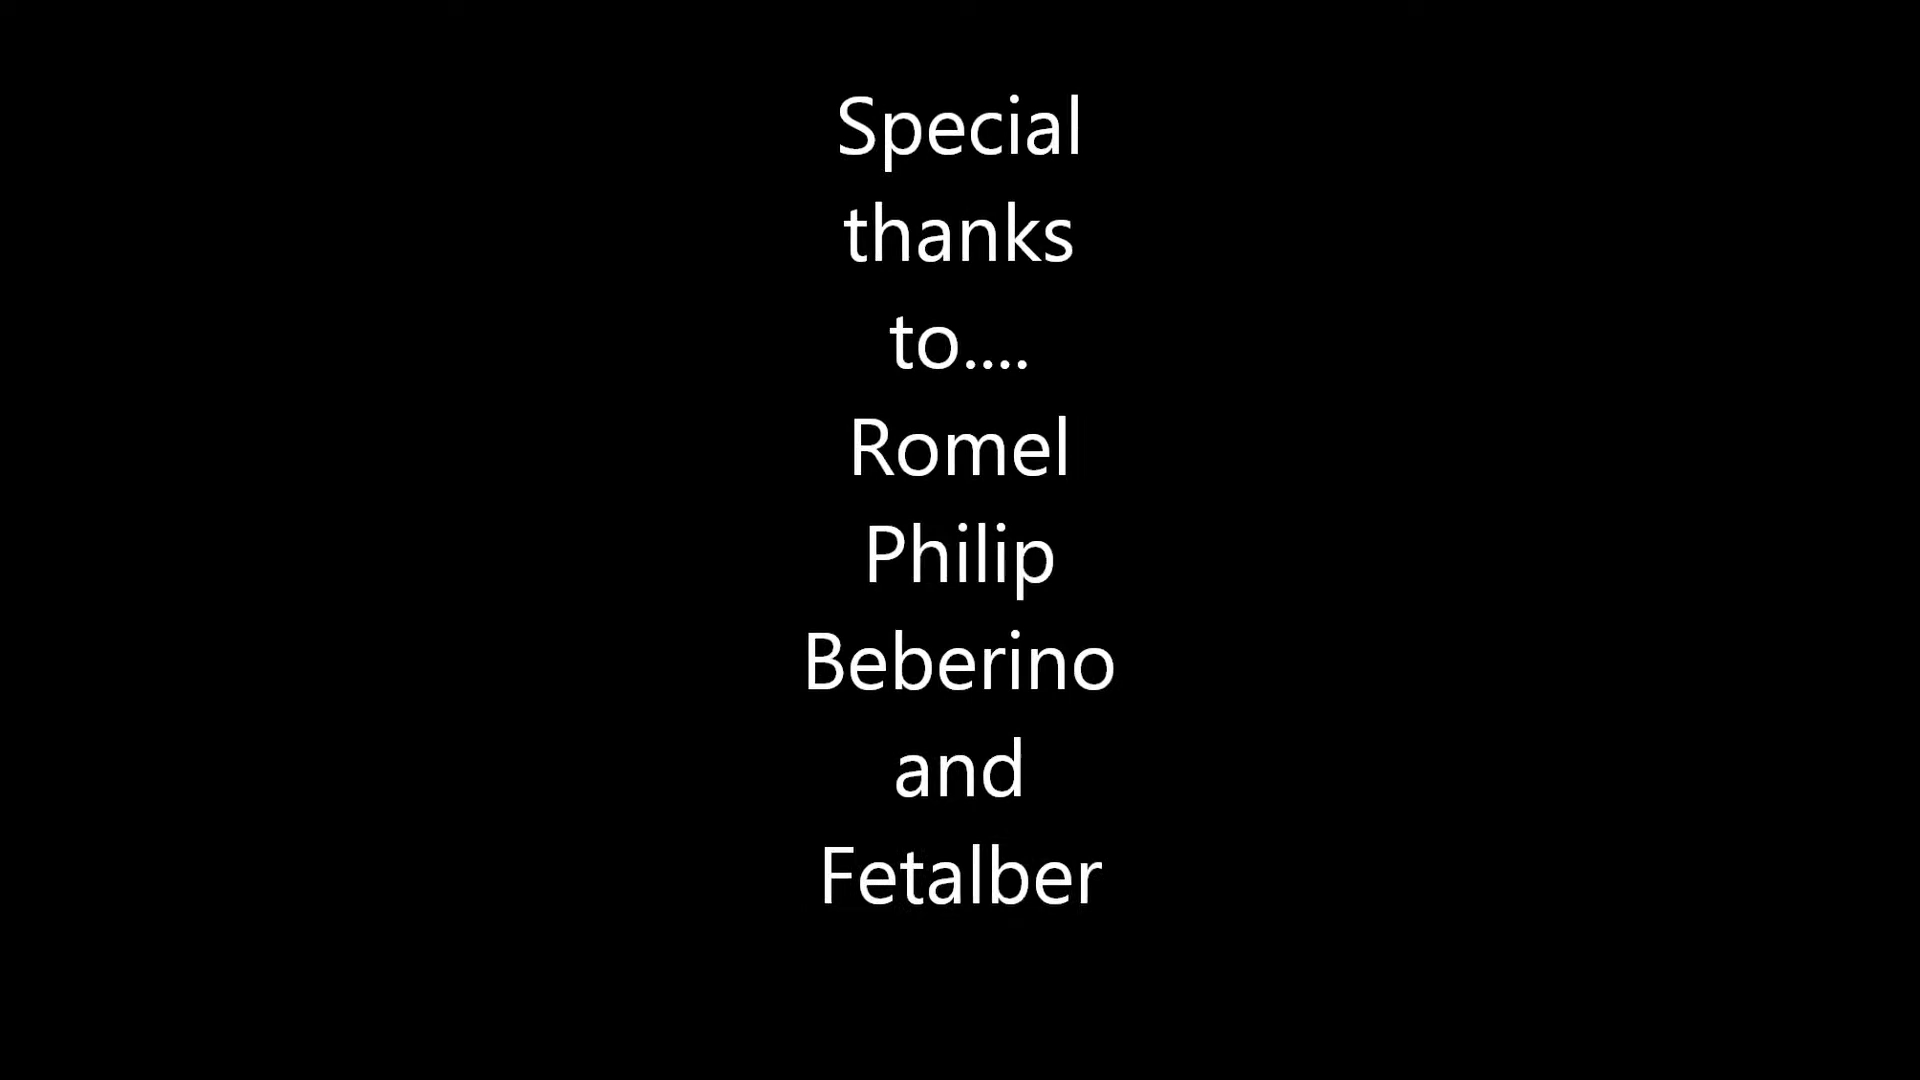 Special
thanks
to....
Romel
Philip
Beberino
and
Fetalber